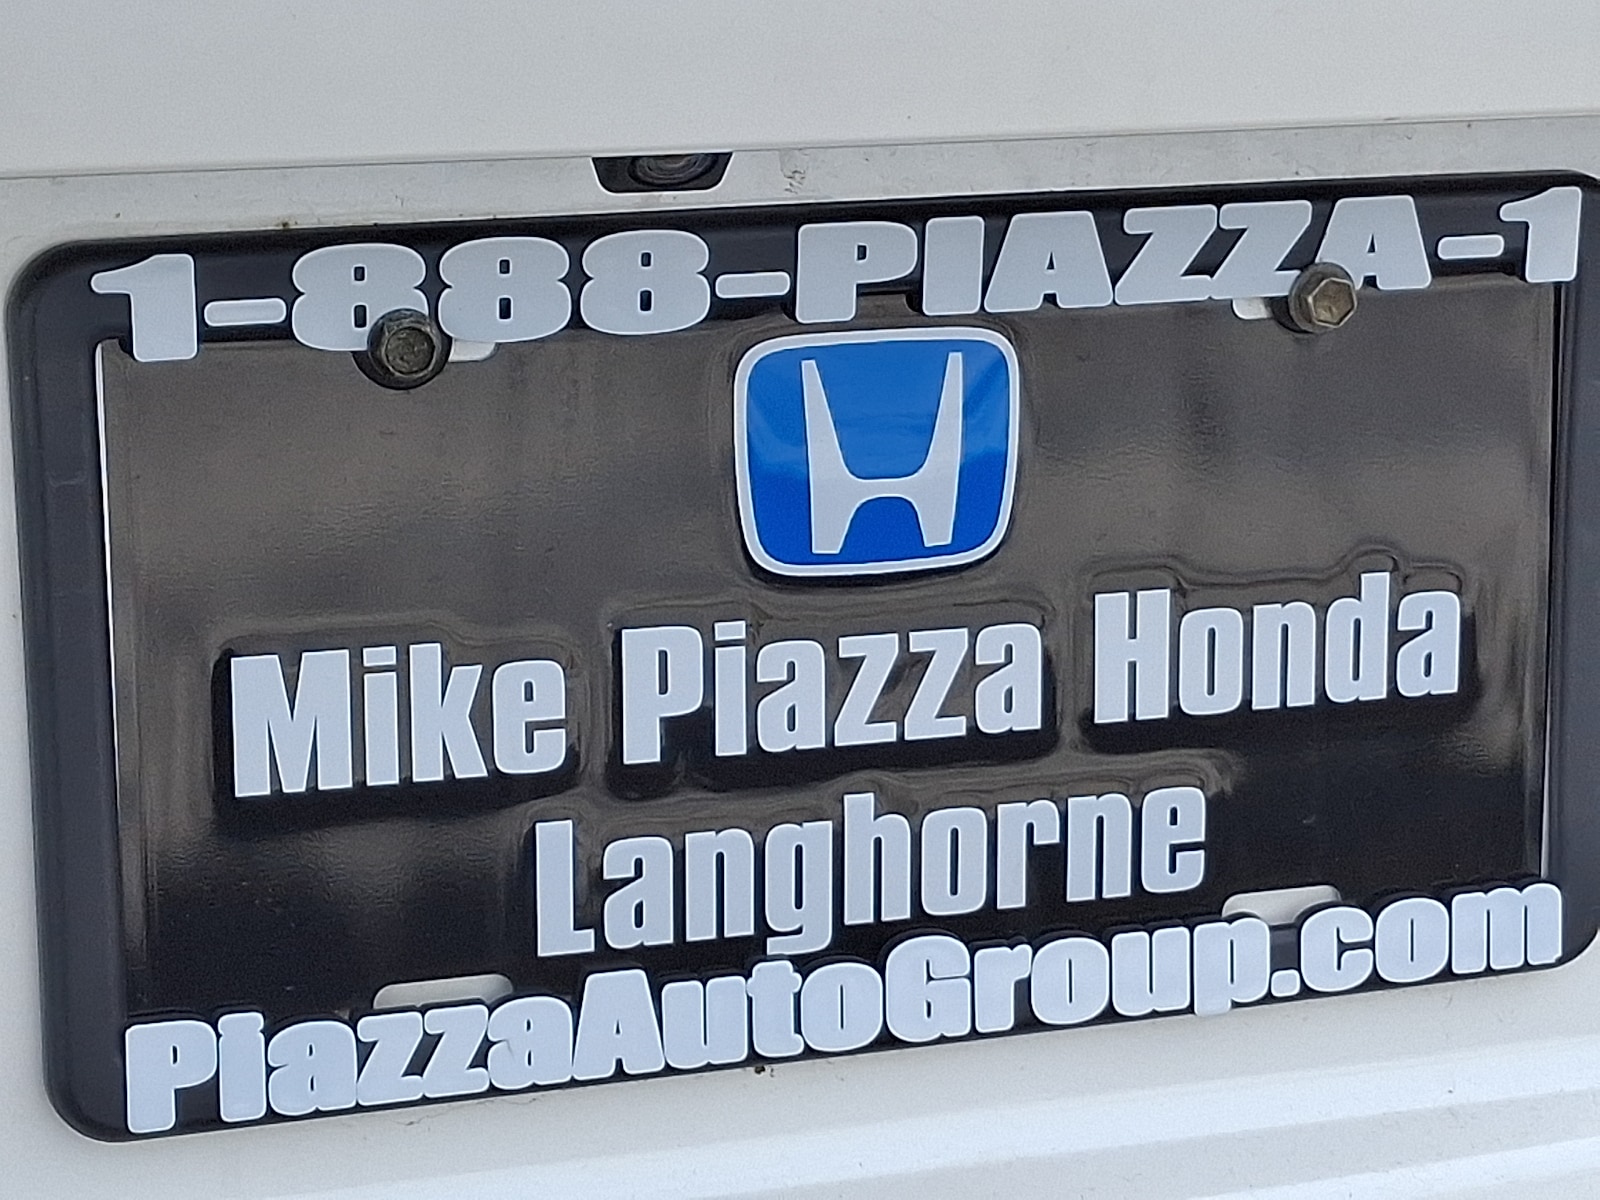 1-888-PIAZZA-1
Mike Piazza Honda
Langhorne
PiazzaAutoGroup.com